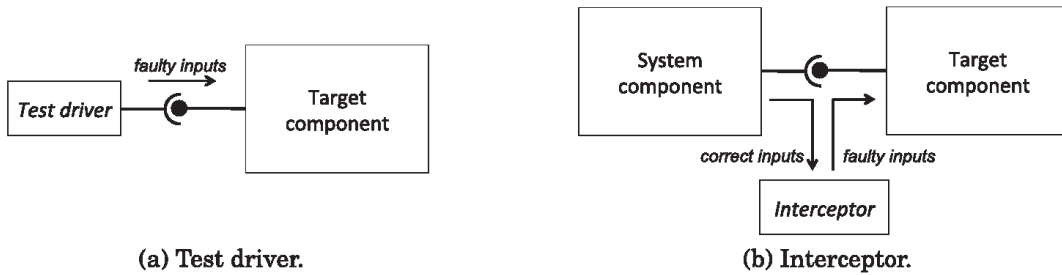 faulty inputs
Test driver
Target
component
(a) Test driver.
System
component
Target
component
correct inputs
faulty inputs
Interceptor
(b) Interceptor.